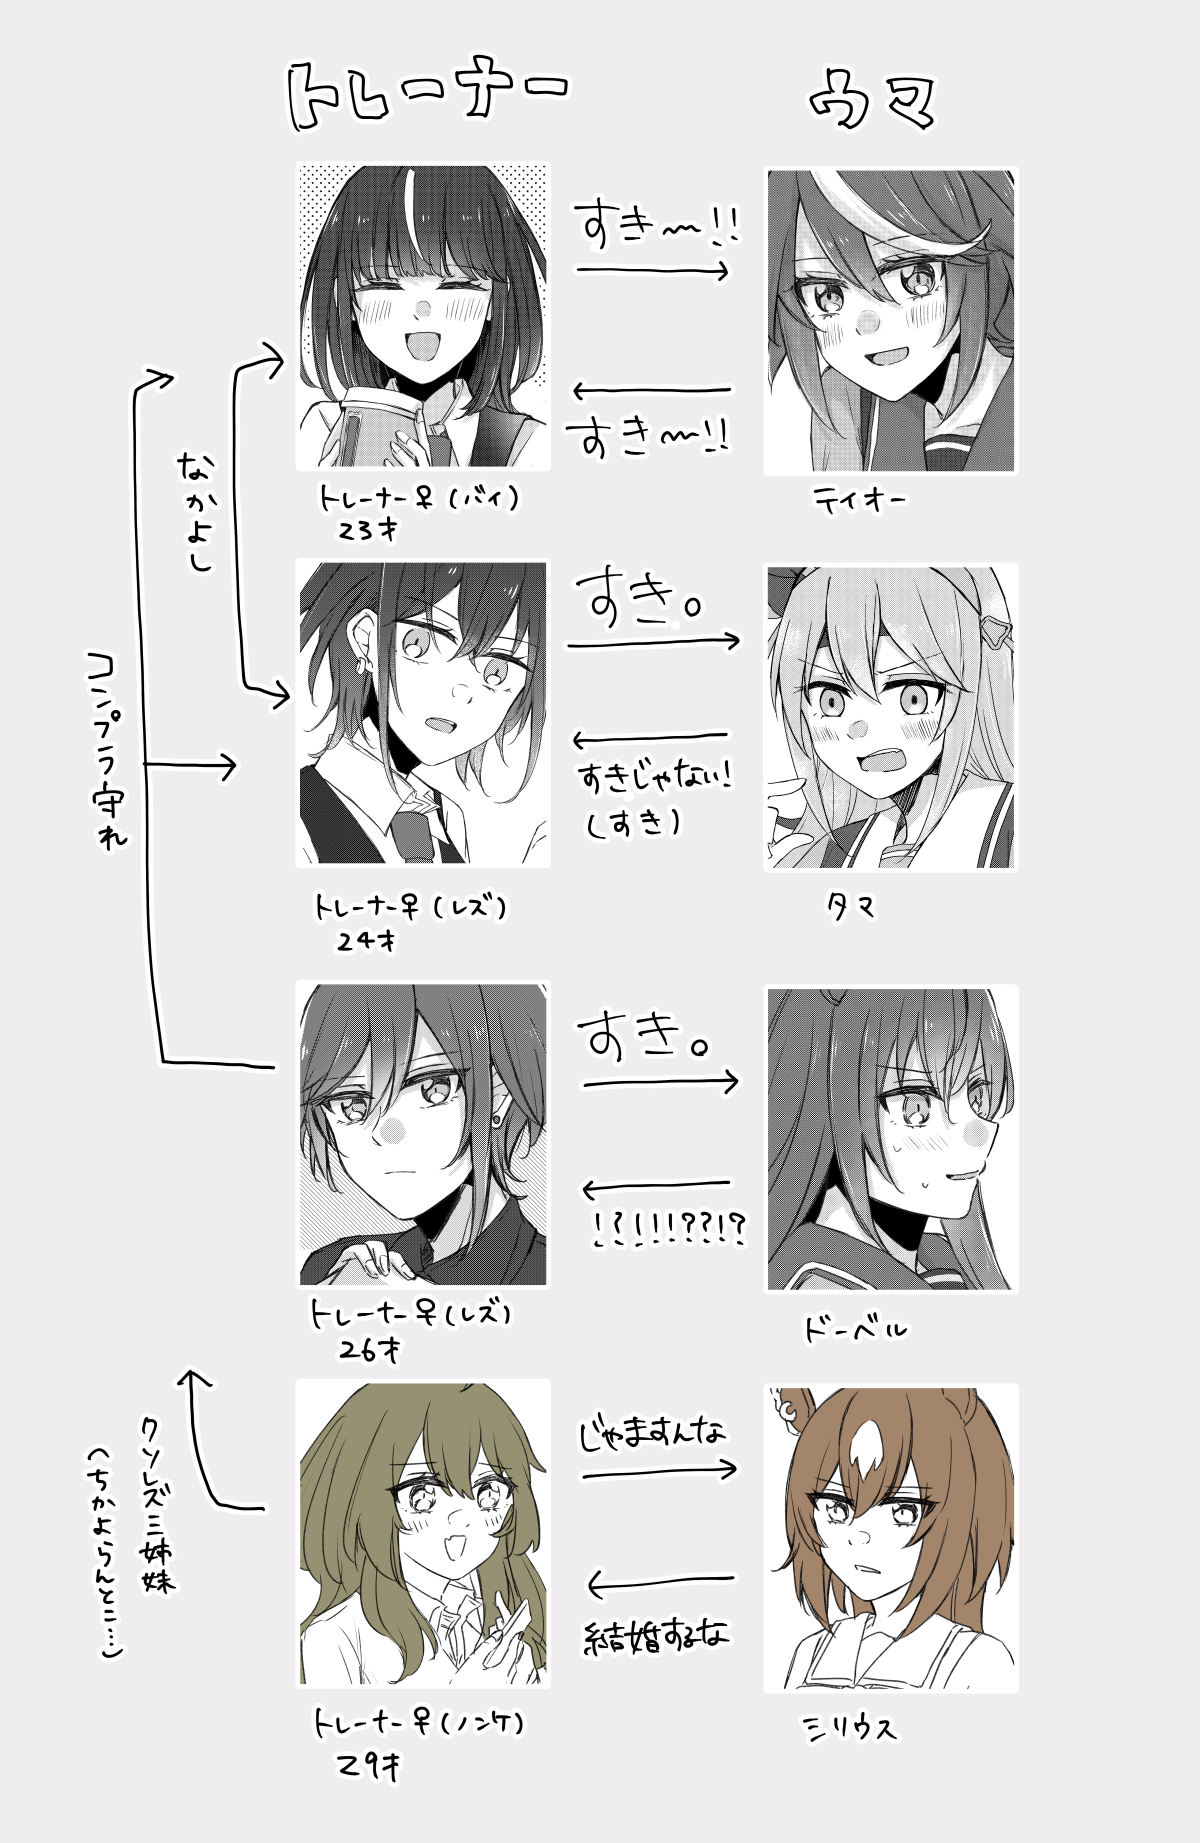 トレーナー
ウマ
すき〜!!
すき〜!!
トレーナー♀(バイ)
23才
テイオー
なかよし
コンプラ守れ
すき。
すきじゃない!
(すき)
トレーナー♀(レズ)
24才
タマ
すき。
!?!!!??!?
トレーナー♀(レズ)
26才
ドーベル
クソレズ三姉妹
(ちかよらんとこ…)
じゃますんな
結婚するな
トレーナー♀(ノンケ)
29才
シリウス